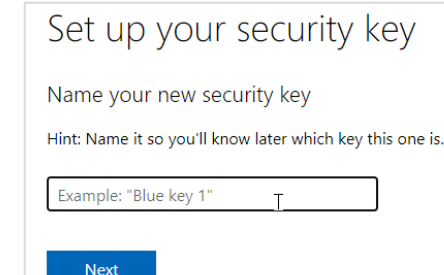 Set up your security key
Name your new security key
Hint: Name it so you'll know later which key this one is.
Example: "Blue key 1"
Next